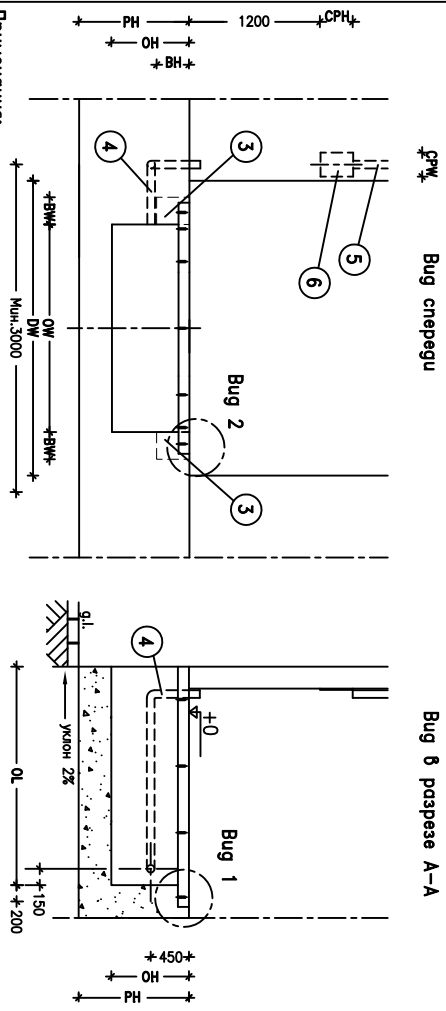 Вид спереди
CPW
CPH
1200
PH
OH
BH
5
6
3
4
Вид 2
3
BW
OW
BW
DW
Мин.3000
Вид в разрезе А-А
4
+0
Вид 1
g.l.
уклон 2%
OL
150
200
450
OH
PH